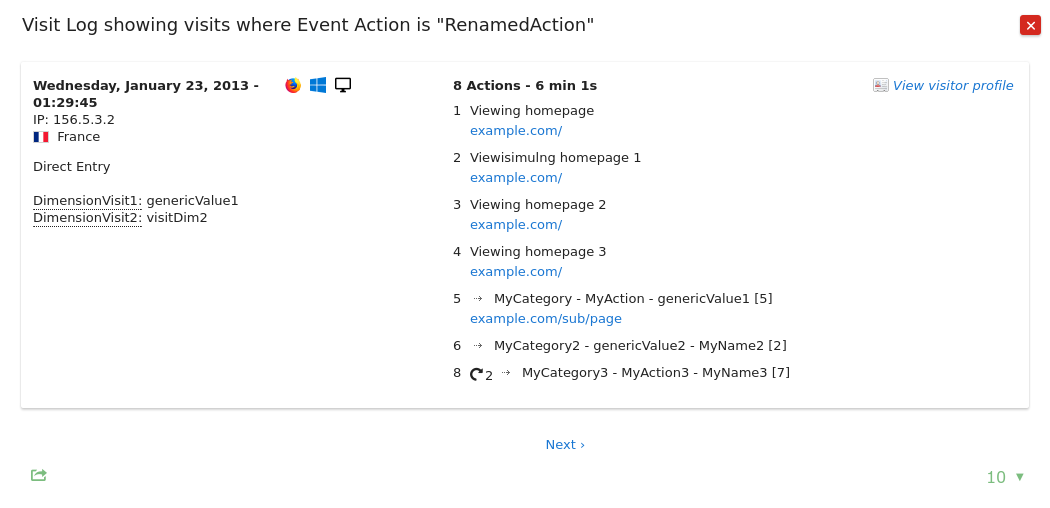 Visit Log showing visits where Event Action is "RenamedAction"
Wednesday, January 23, 2013 -
01:29:45
IP: 156.5.3.2
France
Direct Entry
DimensionVisit1: genericValue1
DimensionVisit2: visitDim2
8 Actions - 6 min 1s
View visitor profile
1 Viewing homepage
example.com/
2 Viewisimulng homepage 1
example.com/
3 Viewing homepage 2
example.com/
4 Viewing homepage 3
example.com/
5 ⇢ MyCategory - MyAction - genericValue1 [5]
example.com/sub/page
6 ⇢ MyCategory2 - genericValue2 - MyName2 [2]
8 2 ⇢ MyCategory3 - MyAction3 - MyName3 [7]
Next ›
10 ▼